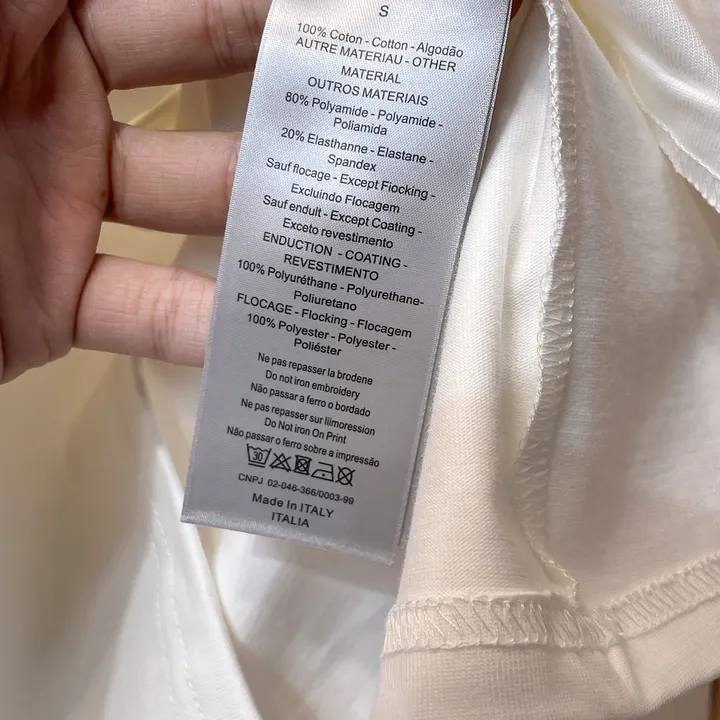 S
100% Coton - Cotton - Algodão
AUTRE MATERIAU - OTHER
MATERIAL
OUTROS MATERIAIS
80% Polyamide - Polyamide -
Poliamida
20% Elasthanne - Elastane -
Spandex
Sauf flocage - Except Fiocking -
Excluindo Flocagem
Sauf enduit - Except Coating -
Exceto revestimento
ENDUCTION - COATING -
REVESTIMENTO
100% Polyuréthane - Polyurethane-
Poliuretano
FLOCAGE - Flocking - Flocagem
100% Polyester - Polyester -
Poliéster
Ne pas repasser la brodene
Do not iron embroidery
Não passar a ferro o bordado
Ne pas repasser sur liimoression
Do Not Iron On Print
Não passar o ferro sobre a impressão
30
CNPJ 02-046-366/0003-99
Made In ITALY
ITALIA